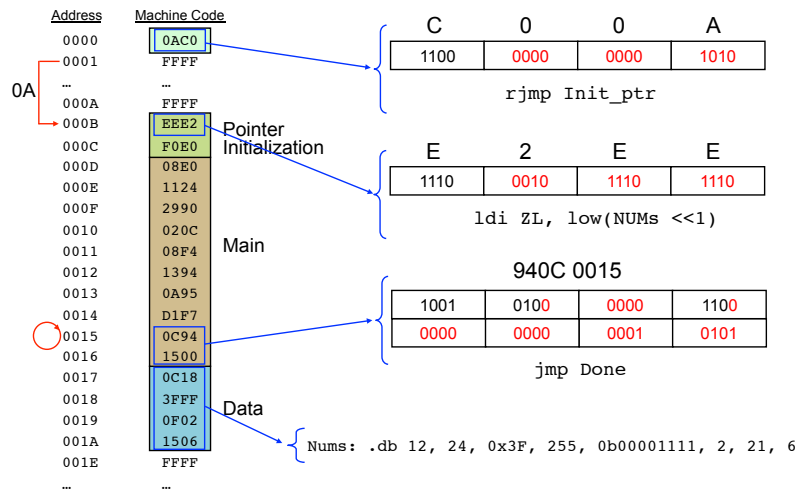 Address Machine Code
0000 0AC0
0001 FFFF
… …
000A FFFF
000B EEE2
000C F0E0
000D 08E0
000E 1124
000F 2990
0010 020C
0011 08F4
0012 1394
0013 0A95
0014 D1F7
0015 0C94
0016 1500
0017 0C18
0018 3FFF
0019 0F02
001A 1506
001E FFFF
… …
0A
Pointer
Initialization
Main
Data
C 0 0 A
1100 0000 0000 1010
rjmp Init_ptr
E 2 E E
1110 0010 1110 1110
ldi ZL, low(NUMs <<1)
940C 0015
1001 0100 0000 1100
0000 0000 0001 0101
jmp Done
Nums: .db 12, 24, 0x3F, 255, 0b00001111, 2, 21, 6